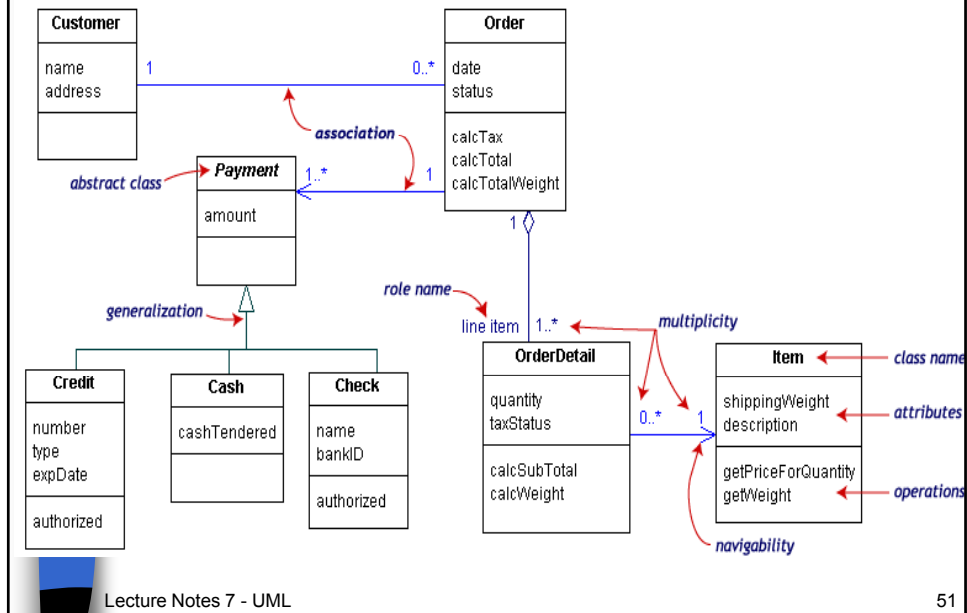 Customer
name
address
1
0..*
Order
date
status
calcTax
calcTotal
calcTotalWeight
association
abstract class
Payment
amount
1..*
1
1
generalization
role name
line item
1..*
multiplicity
Credit
number
type
expDate
authorized
Cash
cashTendered
Check
name
bankID
authorized
OrderDetail
quantity
taxStatus
calcSubTotal
calcWeight
0..*
1
Item
shippingWeight
description
getPriceForQuantity
getWeight
class name
attributes
operations
navigability
Lecture Notes 7 - UML
51